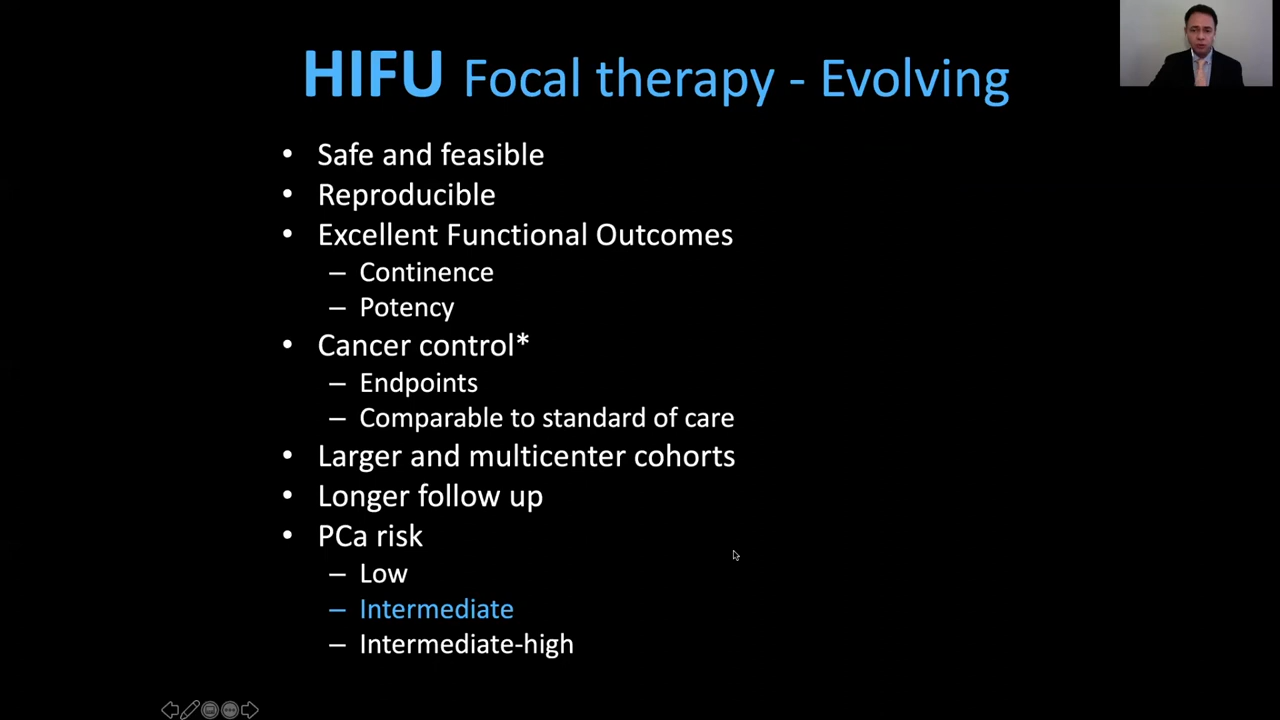 HIFU Focal therapy - Evolving
• Safe and feasible
• Reproducible
• Excellent Functional Outcomes
– Continence
– Potency
• Cancer control*
– Endpoints
– Comparable to standard of care
• Larger and multicenter cohorts
• Longer follow up
• PCa risk
– Low
– Intermediate
– Intermediate-high